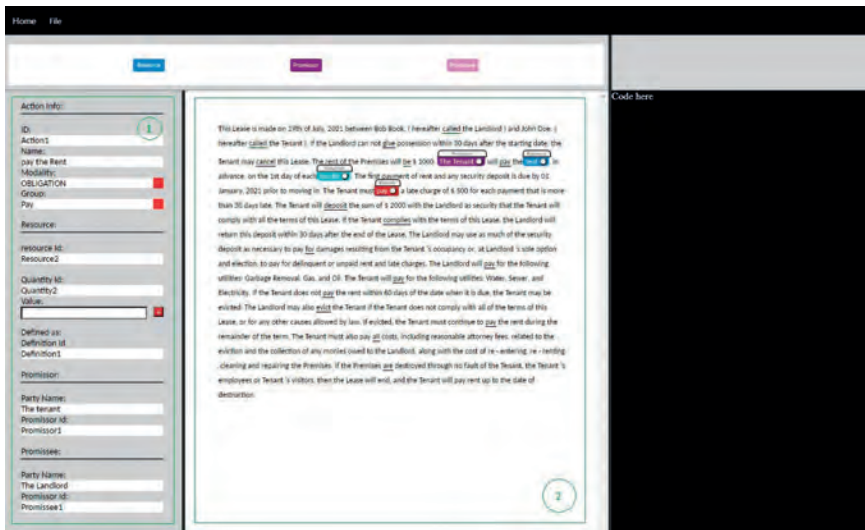 Home File
Resource Promissor Promissee
Code here
Action Info:
1
ID:
Action1
Name:
pay the Rent
Modality:
OBLIGATION
Group:
Pay
Resource:
resource Id:
Resource2
Quantity Id:
Quantity2
Value:
Defined as:
Definition Id
Definition1
Promissor:
Party Name:
The tenant
Promissor Id:
Promissor1
Promissee:
Party Name:
The Landlord
Promissor Id:
Promissee1
This Lease is made on 29th of July, 2021 between Bob Book, ( hereafter called the Landlord ) and John Doe, (
hereafter called the Tenant ). If the Landlord can not give possession within 30 days after the starting date, the
Tenant may cancel this Lease. The rest of the Premises will be $ 1000. The Tenant will pay the rent in
advance, on the 1st day of each The first payment of rent and any security deposit is due by 01
January, 2021 prior to moving in. The Tenant must pay a late charge of $ 500 for each payment that is more
than 30 days late. The Tenant will deposit the sum of $ 2000 with the Landlord as security that the Tenant will
comply with all the terms of this Lease. If the Tenant complies with the terms of this Lease, the Landlord will
return this deposit within 30 days after the end of the Lease. The Landlord may use as much of the security
deposit as necessary to pay for damages resulting from the Tenant 's occupancy or, at Landlord 's sole option
and election, to pay for delinquent or unpaid rent and late charges. The Landlord will pay for the following
utilities: Garbage Removal, Gas, and Oil. The Tenant will pay for the following utilities: Water, Sewer, and
Electricity. If the Tenant does not pay the rent within 60 days of the date when it is due, the Tenant may be
evicted. The Landlord may also evict the Tenant if the Tenant does not comply with all of the terms of this
Lease, or for any other causes allowed by law. If evicted, the Tenant must continue to pay the rent during the
remainder of the term. The Tenant must also pay all costs, including reasonable attorney fees, related to the
eviction and the collection of any monies owed to the Landlord, along with the cost of re - entering, re - renting
, cleaning and repairing the Premises. If the Premises are destroyed through no fault of the Tenant, the Tenant 's
employees or Tenant 's visitors, then the Lease will end, and the Tenant will pay rent up to the date of
destruction.
2